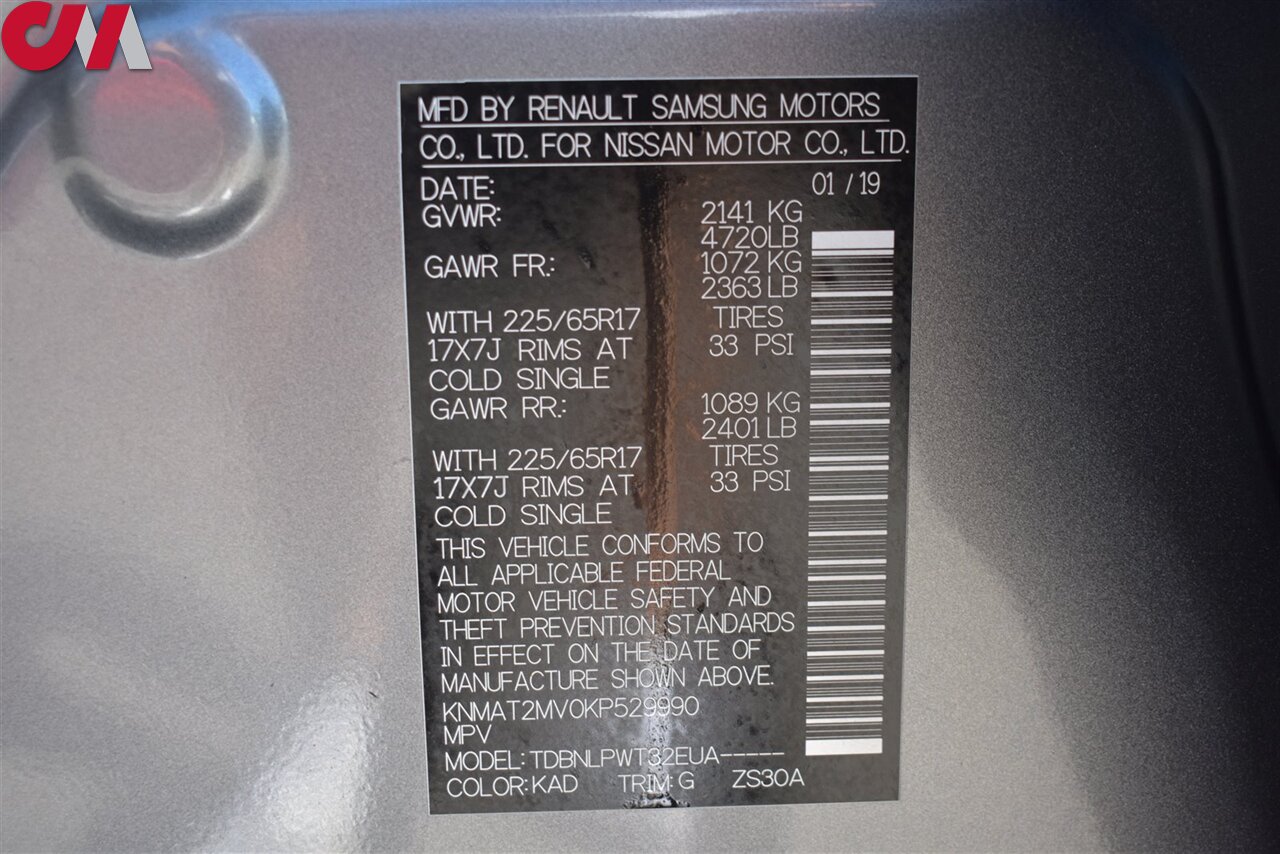 CMA
MFD BY RENAULT SAMSUNG MOTORS
CO., LTD. FOR NISSAN MOTOR CO., LTD.
DATE: 01 / 19
GVWR: 2141 KG
4720LB
GAWR FR.: 1072 KG
2363 LB
WITH 225/65R17 TIRES
17X7J RIMS AT 33 PSI
COLD SINGLE
GAWR RR.: 1089 KG
2401 LB
WITH 225/65R17 TIRES
17X7J RIMS AT 33 PSI
COLD SINGLE
THIS VEHICLE CONFORMS TO
ALL APPLICABLE FEDERAL
MOTOR VEHICLE SAFETY AND
THEFT PREVENTION STANDARDS
IN EFFECT ON THE DATE OF
MANUFACTURE SHOWN ABOVE.
KNMAT2MV0KP529990
MPV
MODEL: TDBNLPWT32EUA-----
COLOR: KAD TRIM: G ZS30A